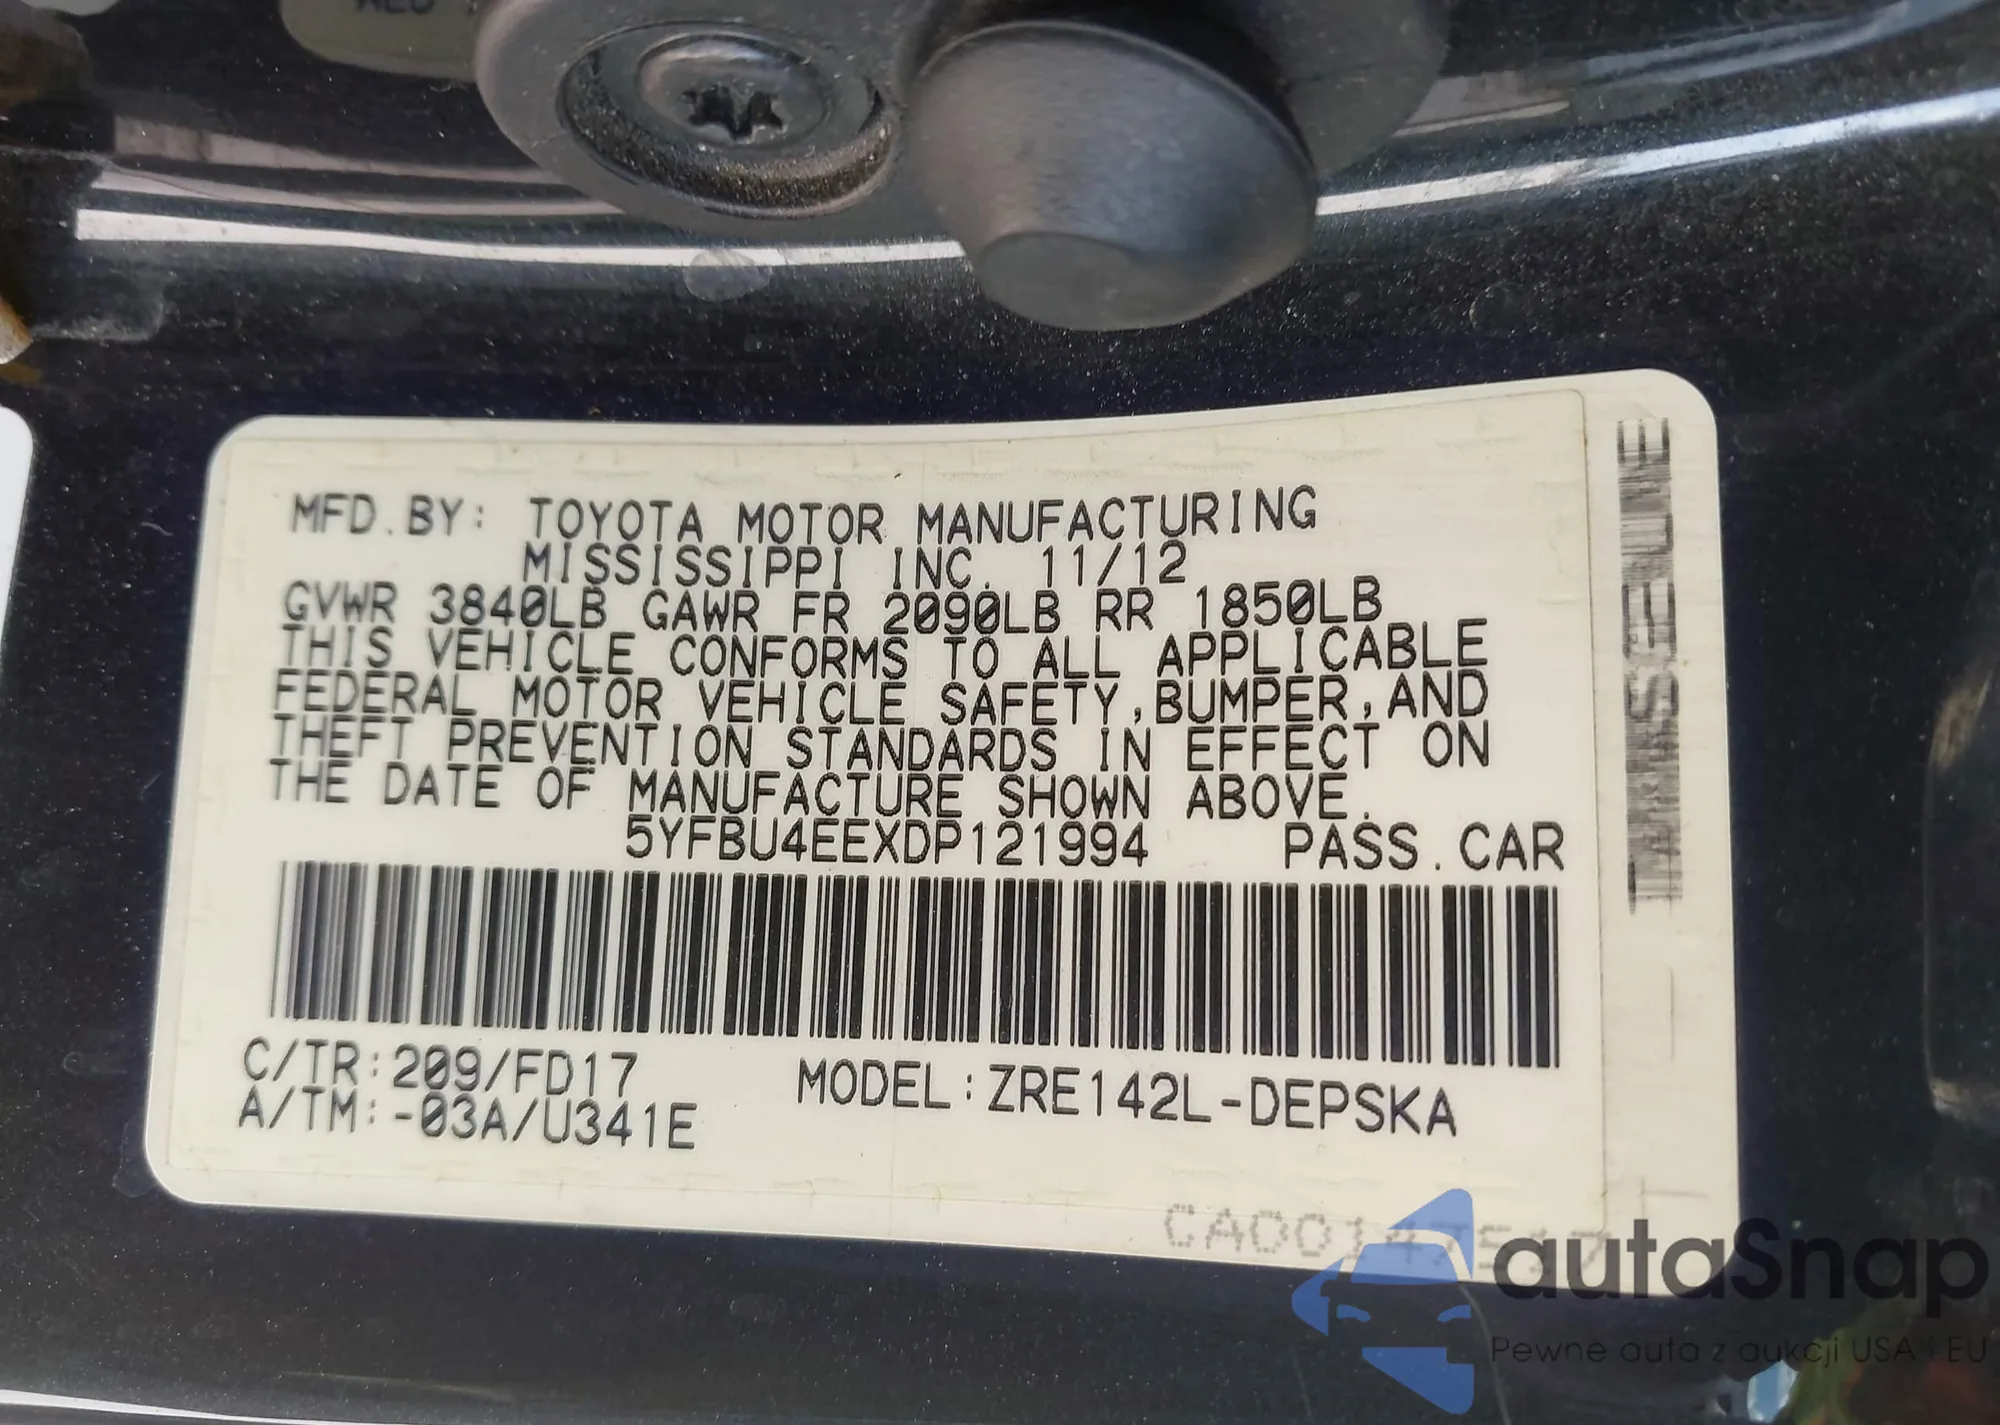 MFD.BY: TOYOTA MOTOR MANUFACTURING
MISSISSIPPI INC. 11/12
GVWR 3840LB GAWR FR 2090LB RR 1850LB
THIS VEHICLE CONFORMS TO ALL APPLICABLE
FEDERAL MOTOR VEHICLE SAFETY,BUMPER,AND
THEFT PREVENTION STANDARDS IN EFFECT ON
THE DATE OF MANUFACTURE SHOWN ABOVE.
5YFBU4EEXDP121994 PASS.CAR
C/TR:209/FD17 MODEL:ZRE142L-DEPSKA
A/TM:-03A/U341E
autaSnap
Pewne auta z aukcji USA i EU